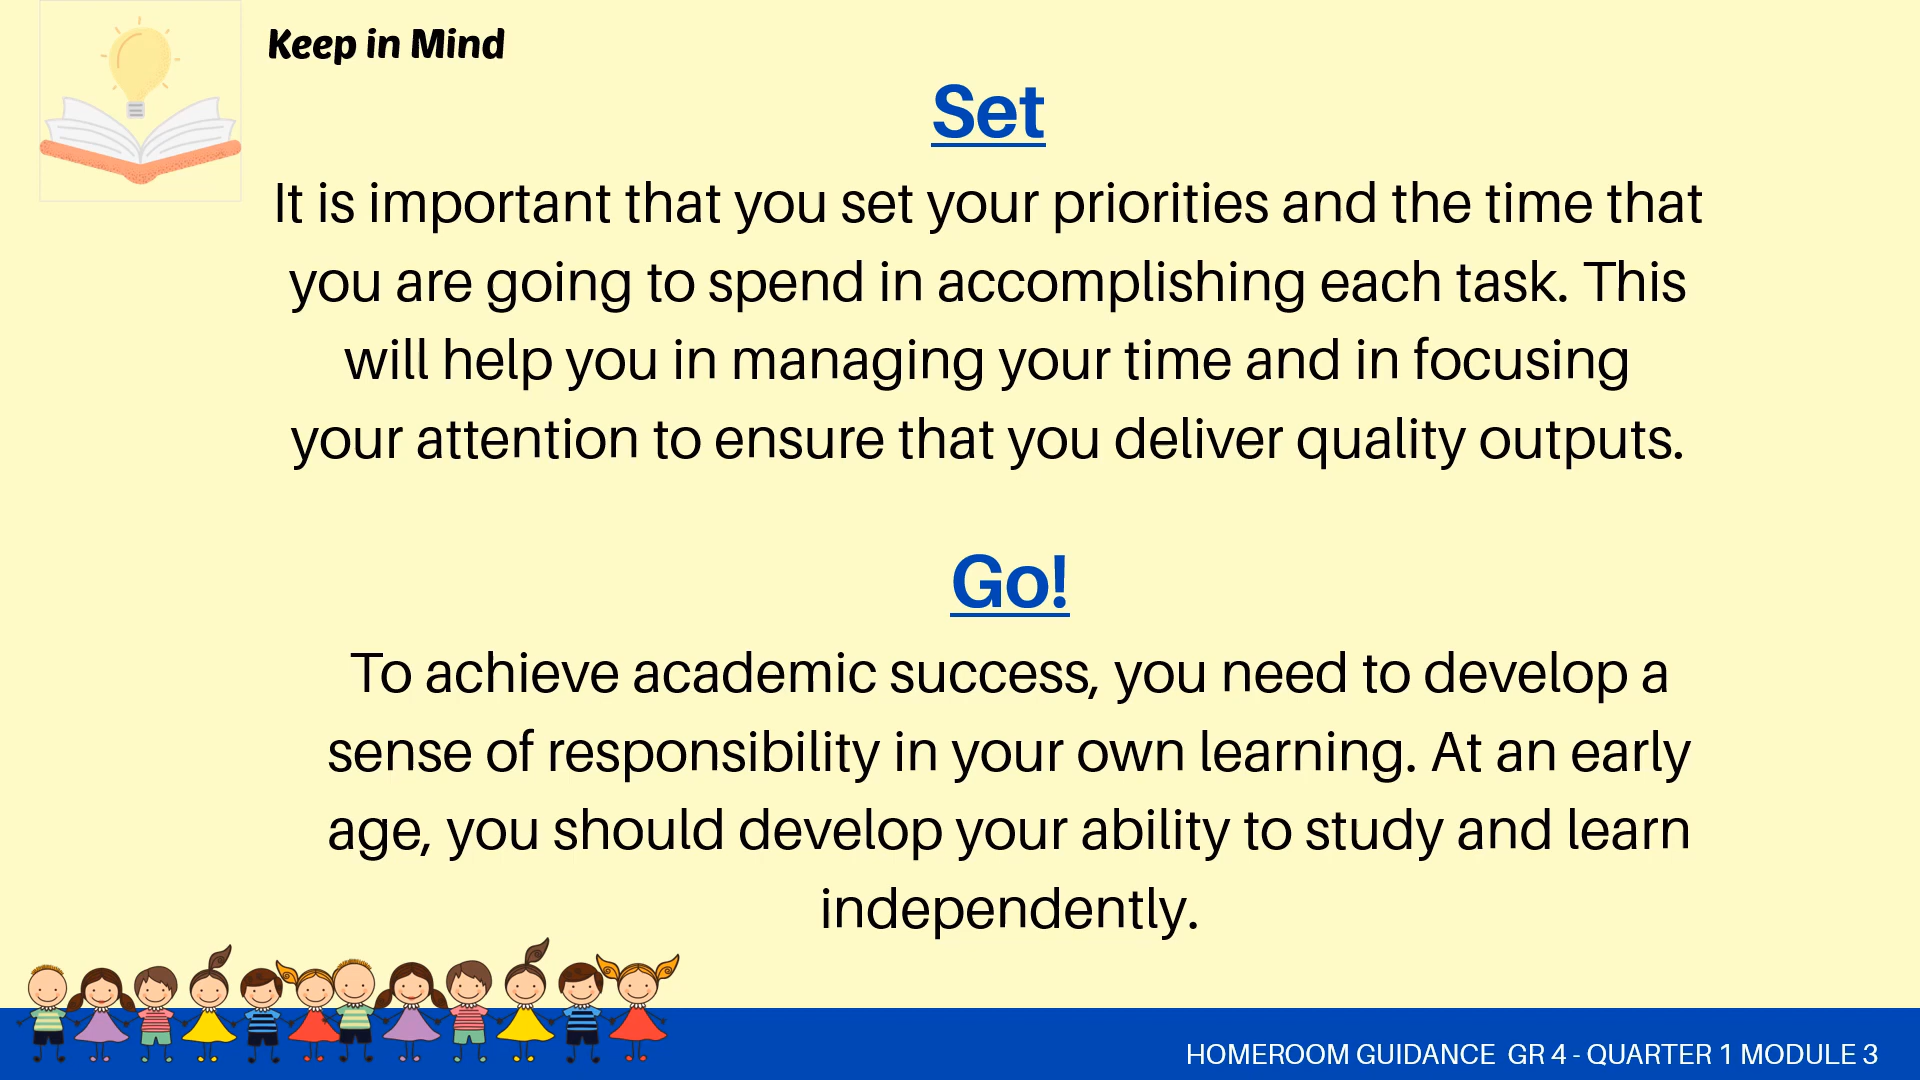 Keep in Mind
Set
It is important that you set your priorities and the time that
you are going to spend in accomplishing each task. This
will help you in managing your time and in focusing
your attention to ensure that you deliver quality outputs.
Go!
To achieve academic success, you need to develop a
sense of responsibility in your own learning. At an early
age, you should develop your ability to study and learn
independently.
HOMEROOM GUIDANCE GR 4 - QUARTER 1 MODULE 3